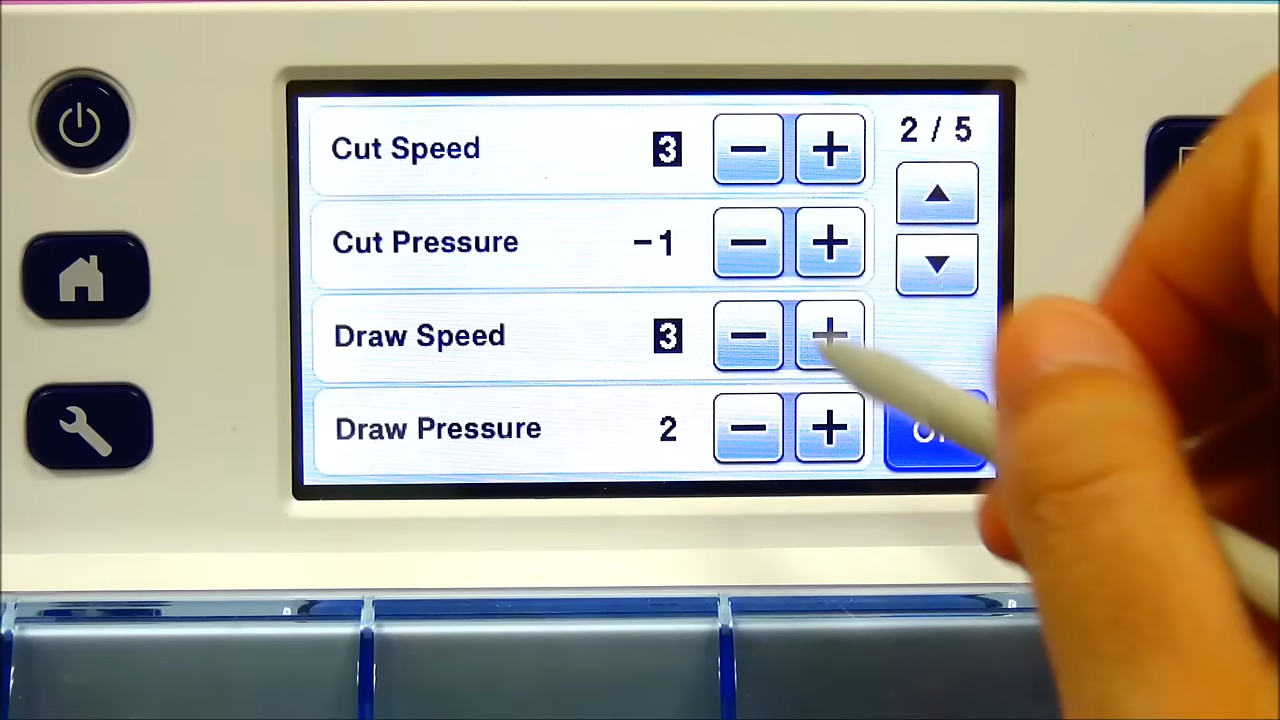 Cut Speed 3 − + 2 / 5
Cut Pressure −1 − +
Draw Speed 3 − +
Draw Pressure 2 − +